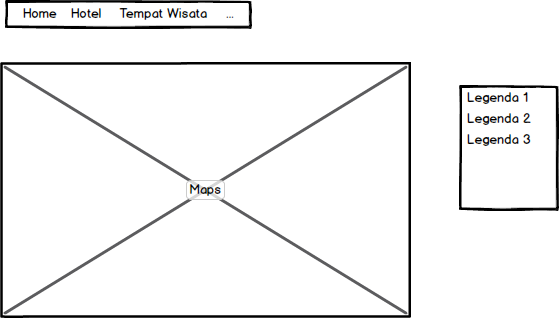 Home Hotel Tempat Wisata ...
Maps
Legenda 1
Legenda 2
Legenda 3